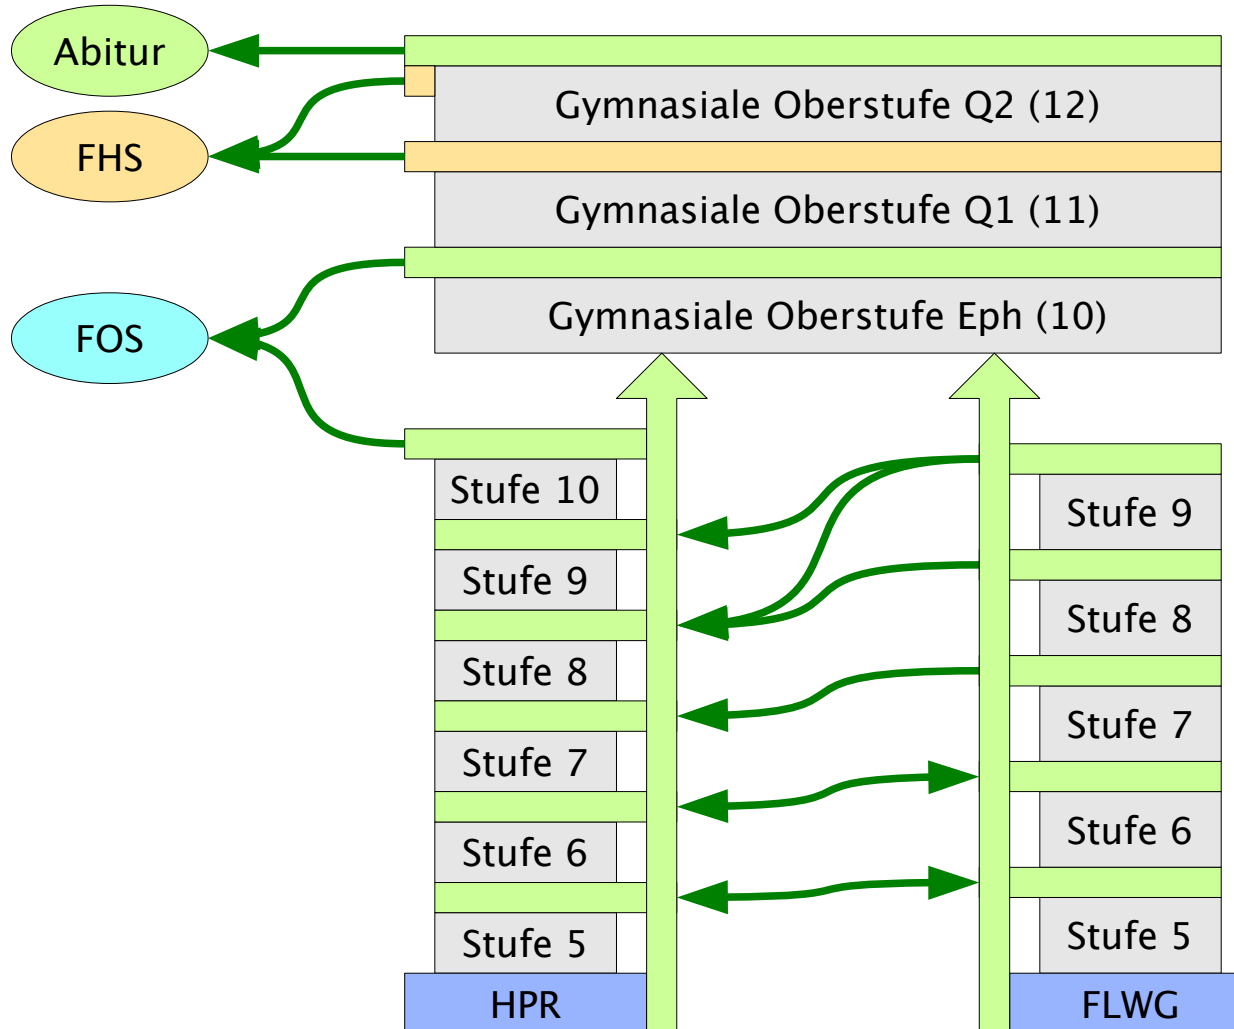 Abitur
Gymnasiale Oberstufe Q2 (12)
FHS
Gymnasiale Oberstufe Q1 (11)
Gymnasiale Oberstufe Eph (10)
FOS
Stufe 10
Stufe 9
Stufe 8
Stufe 7
Stufe 6
Stufe 5
HPR
Stufe 9
Stufe 8
Stufe 7
Stufe 6
Stufe 5
FLWG